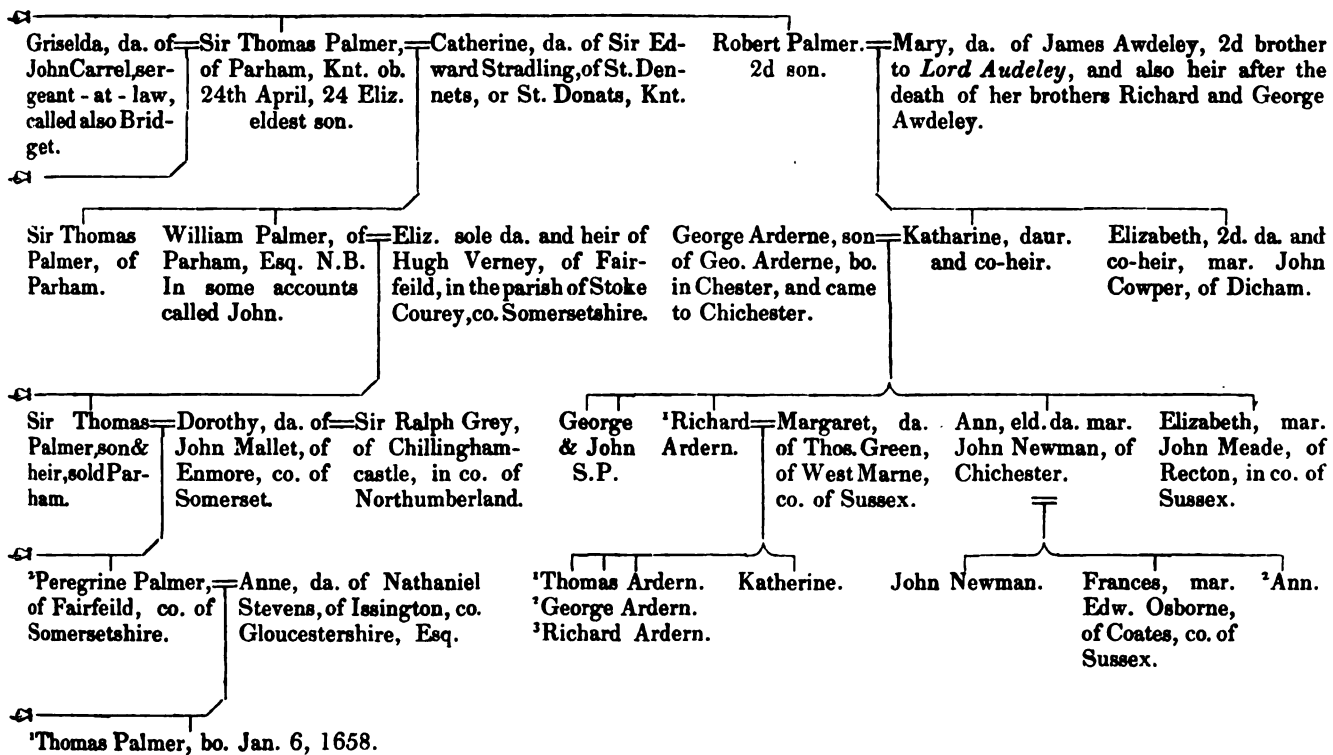 Griselda, da. of
John Carrel, ser-
geant - at - law,
called also Brid-
get.
Sir Thomas Palmer,
of Parham, Knt. ob.
24th April, 24 Eliz.
eldest son.
Catherine, da. of Sir Ed-
ward Stradling, of St. Den-
nets, or St. Donats, Knt.
Robert Palmer.
2d son.
Mary, da. of James Awdeley, 2d brother
to Lord Audeley, and also heir after the
death of her brothers Richard and George
Awdeley.
Sir Thomas
Palmer, of
Parham.
William Palmer, of
Parham, Esq. N.B.
In some accounts
called John.
Eliz. sole da. and heir of
Hugh Verney, of Fair-
feild, in the parish of Stoke
Courey, co. Somersetshire.
George Arderne, son
of Geo. Arderne, bo.
in Chester, and came
to Chichester.
Katharine, daur.
and co-heir.
Elizabeth, 2d. da. and
co-heir, mar. John
Cowper, of Dicham.
Sir Thomas
Palmer, son &
heir, sold Par-
ham.
Dorothy, da. of
John Mallet, of
Enmore, co. of
Somerset.
Sir Ralph Grey,
of Chillingham-
castle, in co. of
Northumberland.
George
& John
S.P.
¹Richard
Ardern.
Margaret, da.
of Thos. Green,
of West Marne,
co. of Sussex.
Ann, eld. da. mar.
John Newman, of
Chichester.
Elizabeth, mar.
John Meade, of
Recton, in co. of
Sussex.
²Peregrine Palmer,
of Fairfeild, co. of
Somersetshire.
Anne, da. of Nathaniel
Stevens, of Issington, co.
Gloucestershire, Esq.
¹Thomas Ardern.
²George Ardern.
³Richard Ardern.
Katherine.
John Newman.
Frances, mar.
Edw. Osborne,
of Coates, co. of
Sussex.
²Ann.
¹Thomas Palmer, bo. Jan. 6, 1658.